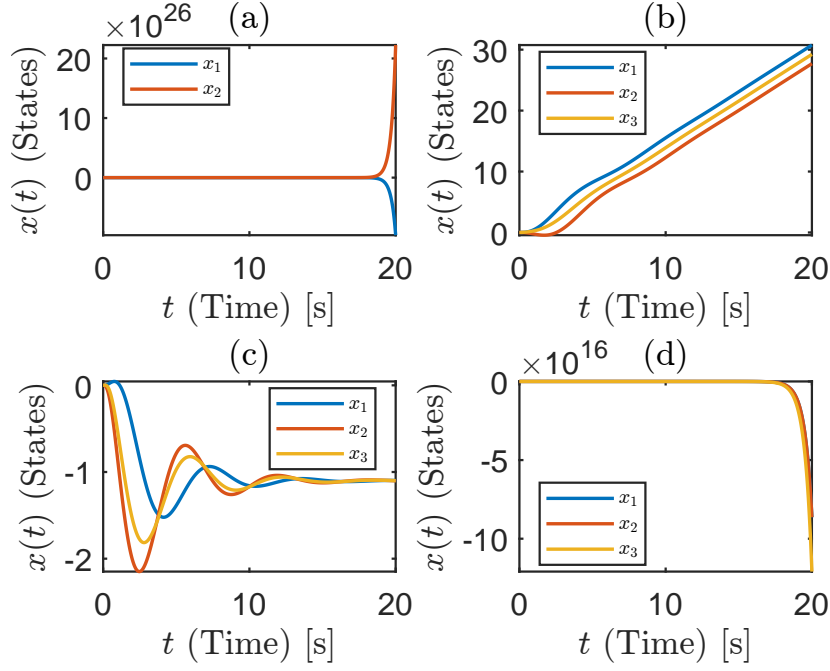 (a)
×10^26
x(t) (States)
20
10
0
x_1
x_2
0
10
20
t (Time) [s]
(b)
x(t) (States)
30
20
10
0
x_1
x_2
x_3
0
10
20
t (Time) [s]
(c)
x(t) (States)
0
-1
-2
x_1
x_2
x_3
0
10
20
t (Time) [s]
(d)
×10^16
x(t) (States)
0
-5
-10
x_1
x_2
x_3
0
10
20
t (Time) [s]